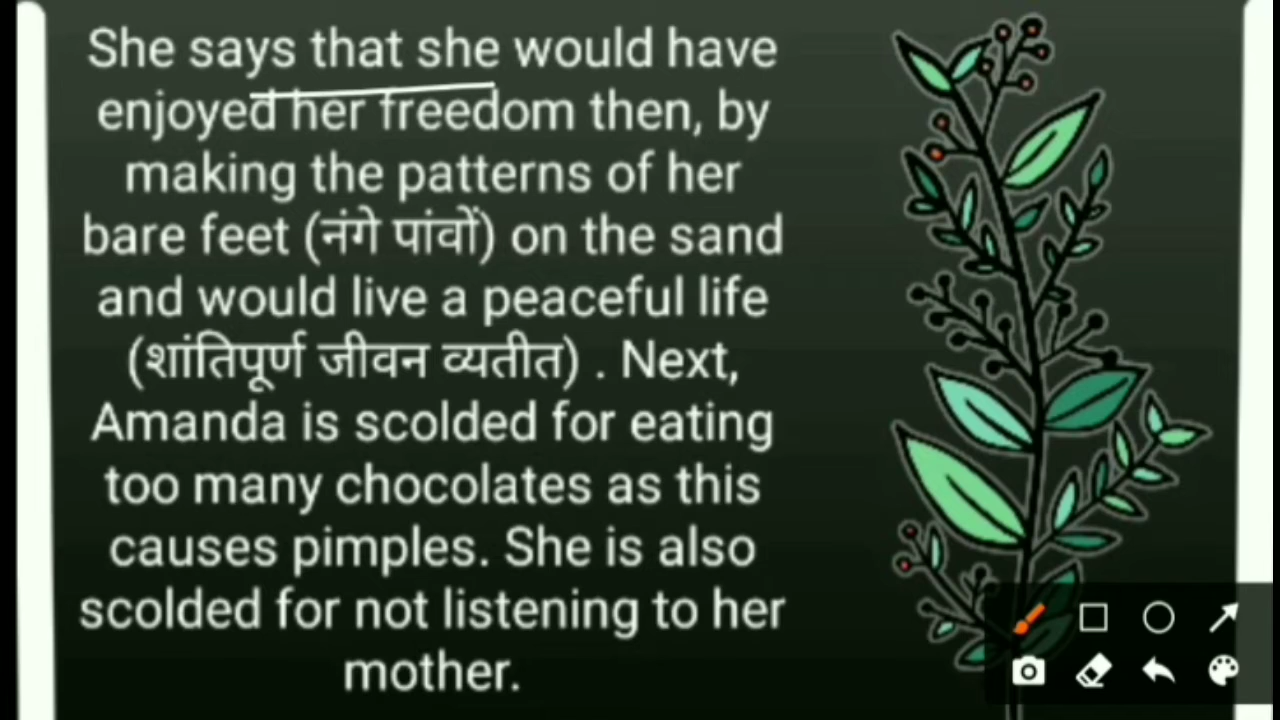 She says that she would have
enjoyed her freedom then, by
making the patterns of her
bare feet (नंगे पांवों) on the sand
and would live a peaceful life
(शांतिपूर्ण जीवन व्यतीत) . Next,
Amanda is scolded for eating
too many chocolates as this
causes pimples. She is also
scolded for not listening to her
mother.